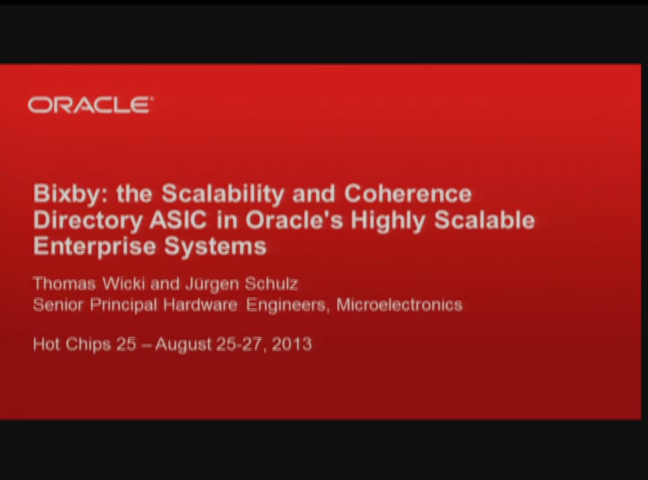 ORACLE
Bixby: the Scalability and Coherence
Directory ASIC in Oracle's Highly Scalable
Enterprise Systems
Thomas Wicki and Jürgen Schulz
Senior Principal Hardware Engineers, Microelectronics
Hot Chips 25 – August 25-27, 2013